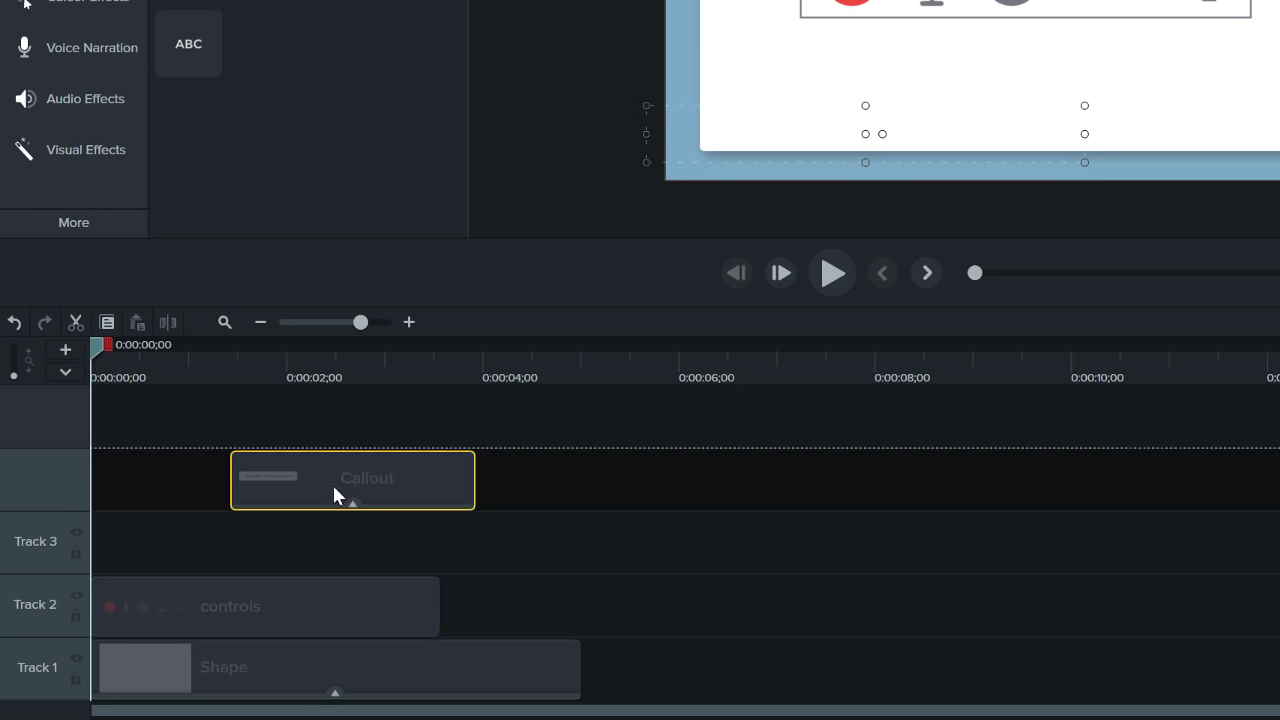 Voice Narration
ABC
Audio Effects
Visual Effects
More
0:00:00;00
0:00:00;00
0:00:02;00
0:00:04;00
0:00:06;00
0:00:08;00
0:00:10;00
Callout
Track 3
Track 2
controls
Track 1
Shape